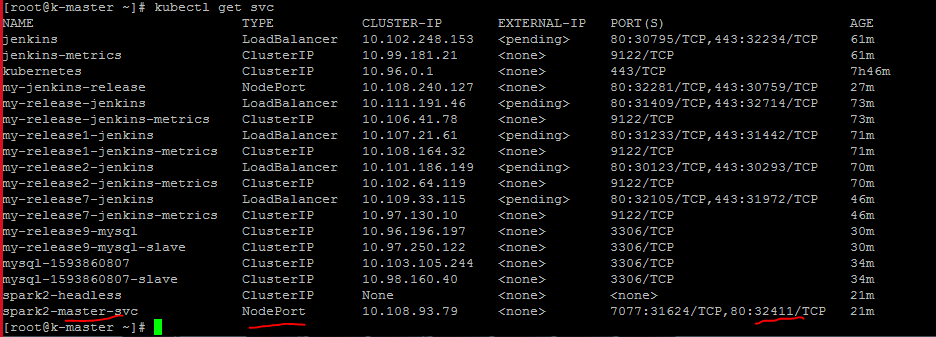 [root@k-master ~]# kubectl get svc
NAME TYPE CLUSTER-IP EXTERNAL-IP PORT(S) AGE
jenkins LoadBalancer 10.102.248.153 <pending> 80:30795/TCP,443:32234/TCP 61m
jenkins-metrics ClusterIP 10.99.181.21 <none> 9122/TCP 61m
kubernetes ClusterIP 10.96.0.1 <none> 443/TCP 7h46m
my-jenkins-release NodePort 10.108.240.127 <none> 80:32281/TCP,443:30759/TCP 27m
my-release-jenkins LoadBalancer 10.111.191.46 <pending> 80:31409/TCP,443:32714/TCP 73m
my-release-jenkins-metrics ClusterIP 10.106.41.78 <none> 9122/TCP 73m
my-release1-jenkins LoadBalancer 10.107.21.61 <pending> 80:31233/TCP,443:31442/TCP 71m
my-release1-jenkins-metrics ClusterIP 10.108.164.32 <none> 9122/TCP 71m
my-release2-jenkins LoadBalancer 10.101.186.149 <pending> 80:30123/TCP,443:30293/TCP 70m
my-release2-jenkins-metrics ClusterIP 10.102.64.119 <none> 9122/TCP 70m
my-release7-jenkins LoadBalancer 10.109.33.115 <pending> 80:32105/TCP,443:31972/TCP 46m
my-release7-jenkins-metrics ClusterIP 10.97.130.10 <none> 9122/TCP 46m
my-release9-mysql ClusterIP 10.96.196.197 <none> 3306/TCP 30m
my-release9-mysql-slave ClusterIP 10.97.250.122 <none> 3306/TCP 30m
mysql-1593860807 ClusterIP 10.103.105.244 <none> 3306/TCP 34m
mysql-1593860807-slave ClusterIP 10.98.160.40 <none> 3306/TCP 34m
spark2-headless ClusterIP None <none> <none> 21m
spark2-master-svc NodePort 10.108.93.79 <none> 7077:31624/TCP,80:32411/TCP 21m
[root@k-master ~]#